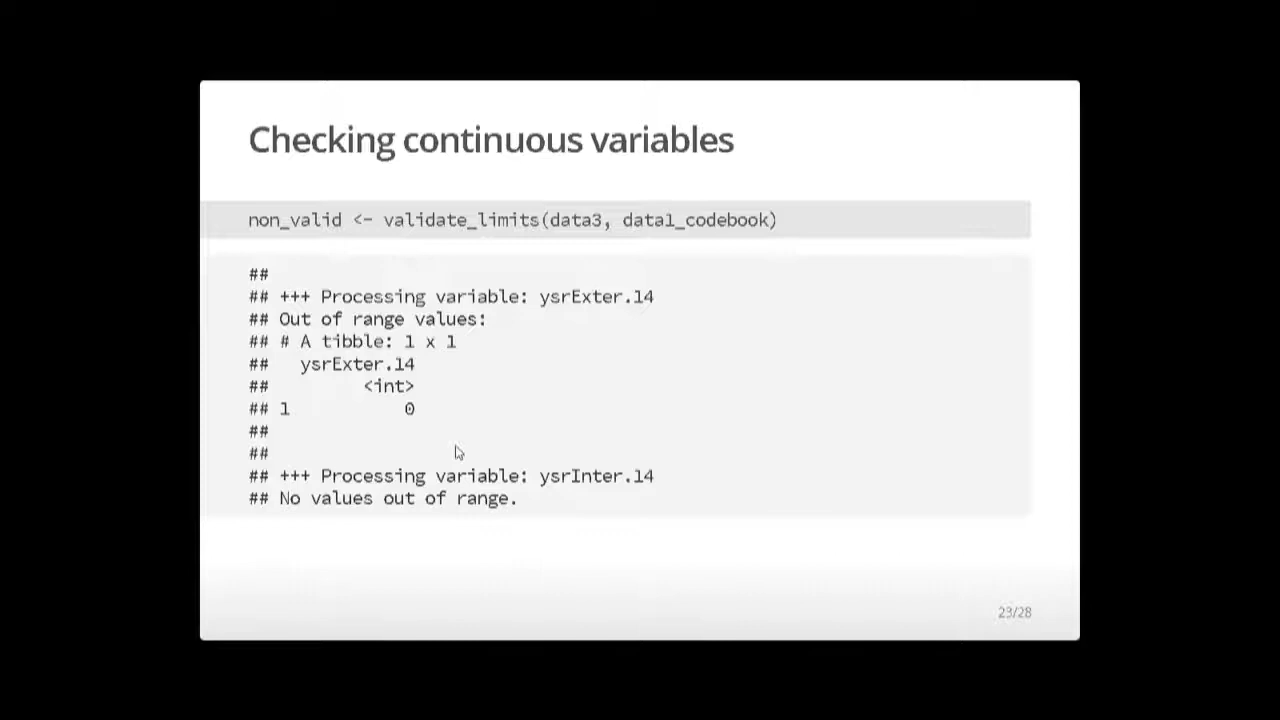 Checking continuous variables
non_valid <- validate_limits(data3, data1_codebook)
##
## +++ Processing variable: ysrExter.14
## Out of range values:
## # A tibble: 1 x 1
##   ysrExter.14
##         <int>
## 1           0
##
##
## +++ Processing variable: ysrInter.14
## No values out of range.
23/28